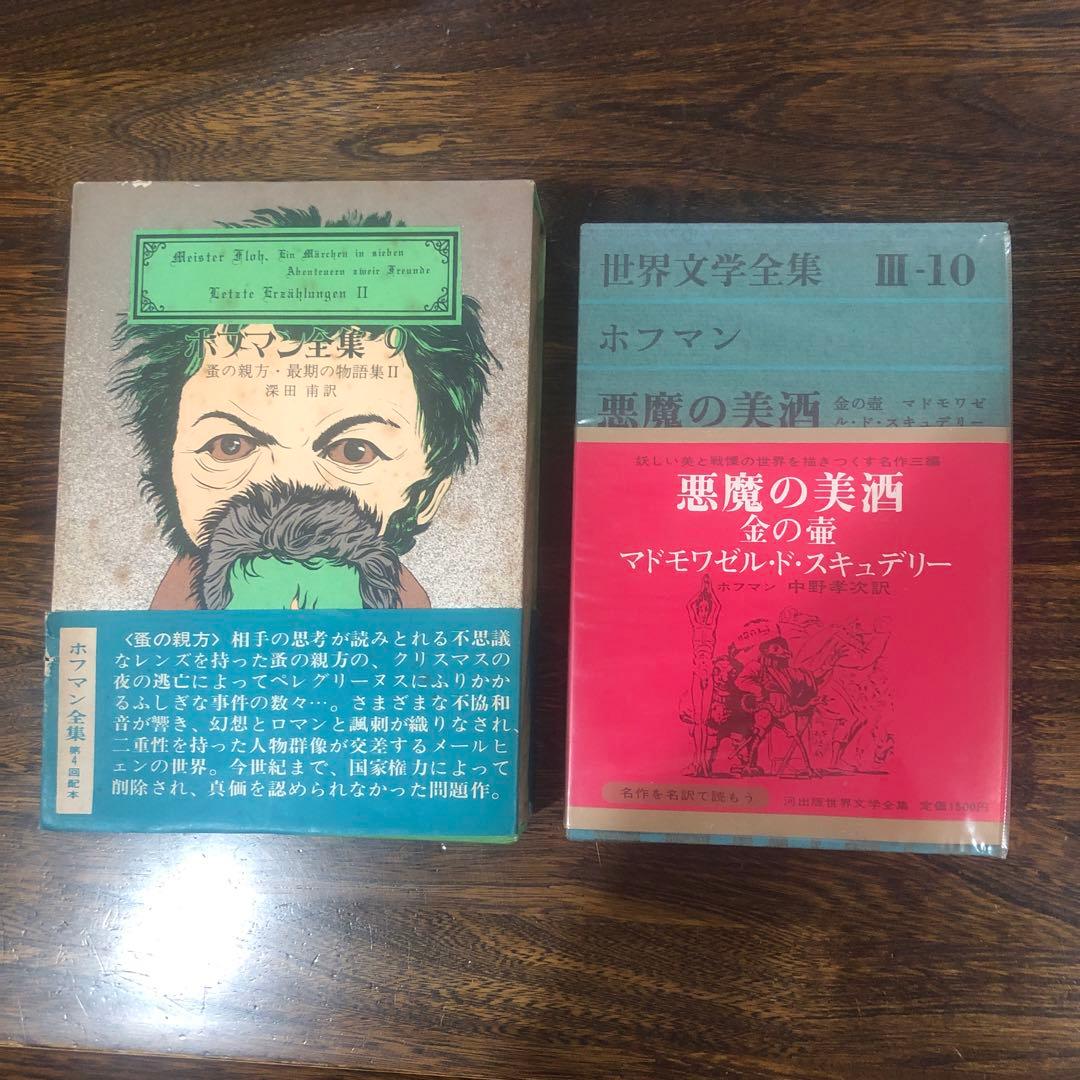 Meister Floh. Ein Märchen in sieben
Abenteuern zweir Freunde
Letzte Erzählungen II
ホフマン全集 9
蚤の親方・最期の物語集II
深田 甫訳
ホフマン全集 第4回配本
〈蚤の親方〉相手の思考が読みとれる不思議
なレンズを持った蚤の親方の、クリスマスの
夜の逃亡によってペレグリーヌスにふりかか
るふしぎな事件の数々…。さまざまな不協和
音が響き、幻想とロマンと諷刺が織りなされ、
二重性を持った人物群像が交差するメールヒ
ェンの世界。今世紀まで、国家権力によって
削除され、真価を認められなかった問題作。
世界文学全集 III-10
ホフマン
悪魔の美酒 金の壺 マドモワゼ
ル・ド・スキュデリー
妖しい美と戦慄の世界を描きつくす名作三編
悪魔の美酒
金の壺
マドモワゼル・ド・スキュデリー
ホフマン 中野孝次訳
名作を名訳で読もう
河出版世界文学全集 定価1500円